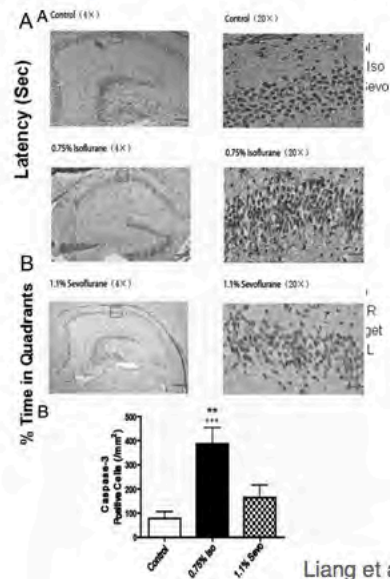 A
A
Control (4×)
Control (20×)
ol
Iso
Sevo
Latency (Sec)
0.75% Isoflurane (4×)
0.75% Isoflurane (20×)
B
1.1% Sevoflurane (4×)
1.1% Sevoflurane (20×)
R
get
L
% Time in Quadrants
B
Caspase-3
Positive Cells (/mm²)
500
400
300
200
100
0
**
+++
Control
0.75% Iso
1.1% Sevo
Liang et a